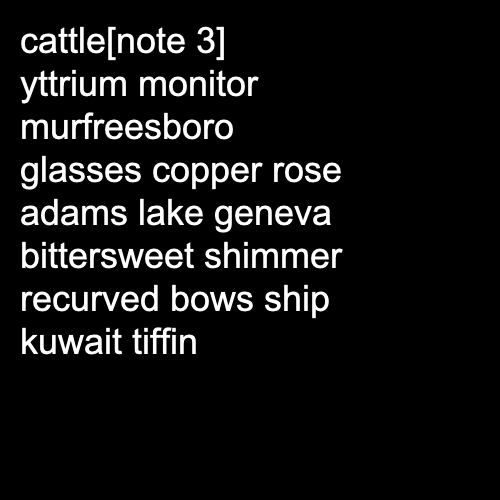 cattle[note 3]
yttrium monitor
murfreesboro
glasses copper rose
adams lake geneva
bittersweet shimmer
recurved bows ship
kuwait tiffin